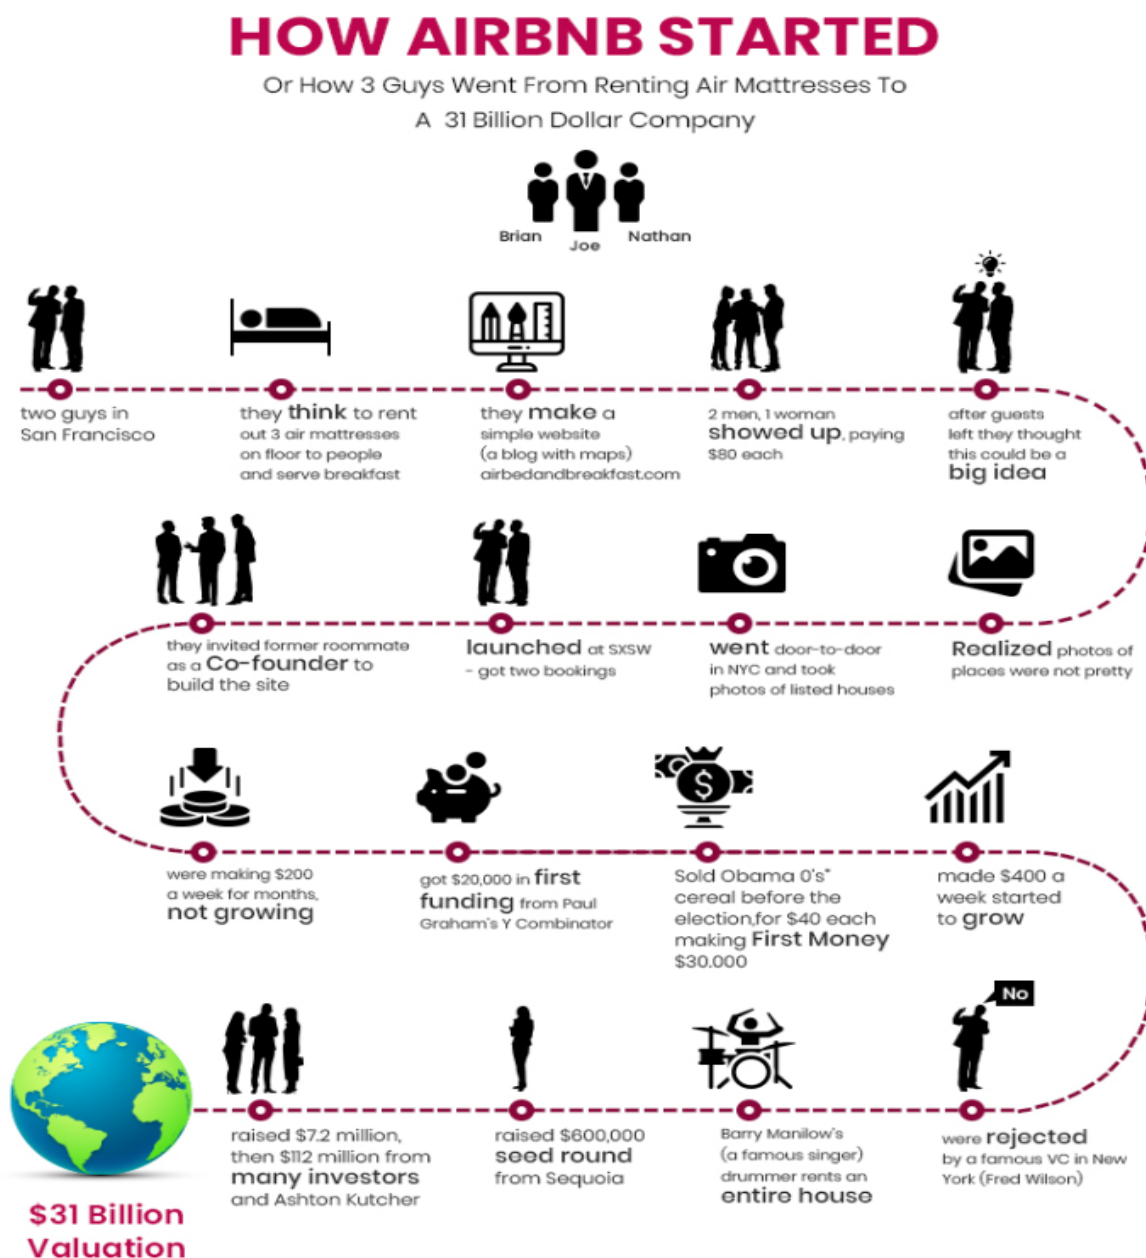 HOW AIRBNB STARTED
Or How 3 Guys Went From Renting Air Mattresses To
A 31 Billion Dollar Company
Brian
Joe
Nathan
two guys in
San Francisco
they think to rent
out 3 air mattresses
on floor to people
and serve breakfast
they make a
simple website
(a blog with maps)
airbedandbreakfast.com
2 men, 1 woman
showed up, paying
$80 each
after guests
left they thought
this could be a
big idea
they invited former roommate
as a Co-founder to
build the site
launched at SXSW
- got two bookings
went door-to-door
in NYC and took
photos of listed houses
Realized photos of
places were not pretty
were making $200
a week for months,
not growing
got $20,000 in first
funding from Paul
Graham's Y Combinator
Sold Obama 0's"
cereal before the
election,for $40 each
making First Money
$30.000
made $400 a
week started
to grow
No
raised $7.2 million,
then $112 million from
many investors
and Ashton Kutcher
raised $600,000
seed round
from Sequoia
Barry Manilow's
(a famous singer)
drummer rents an
entire house
were rejected
by a famous VC in New
York (Fred Wilson)
$31 Billion
Valuation